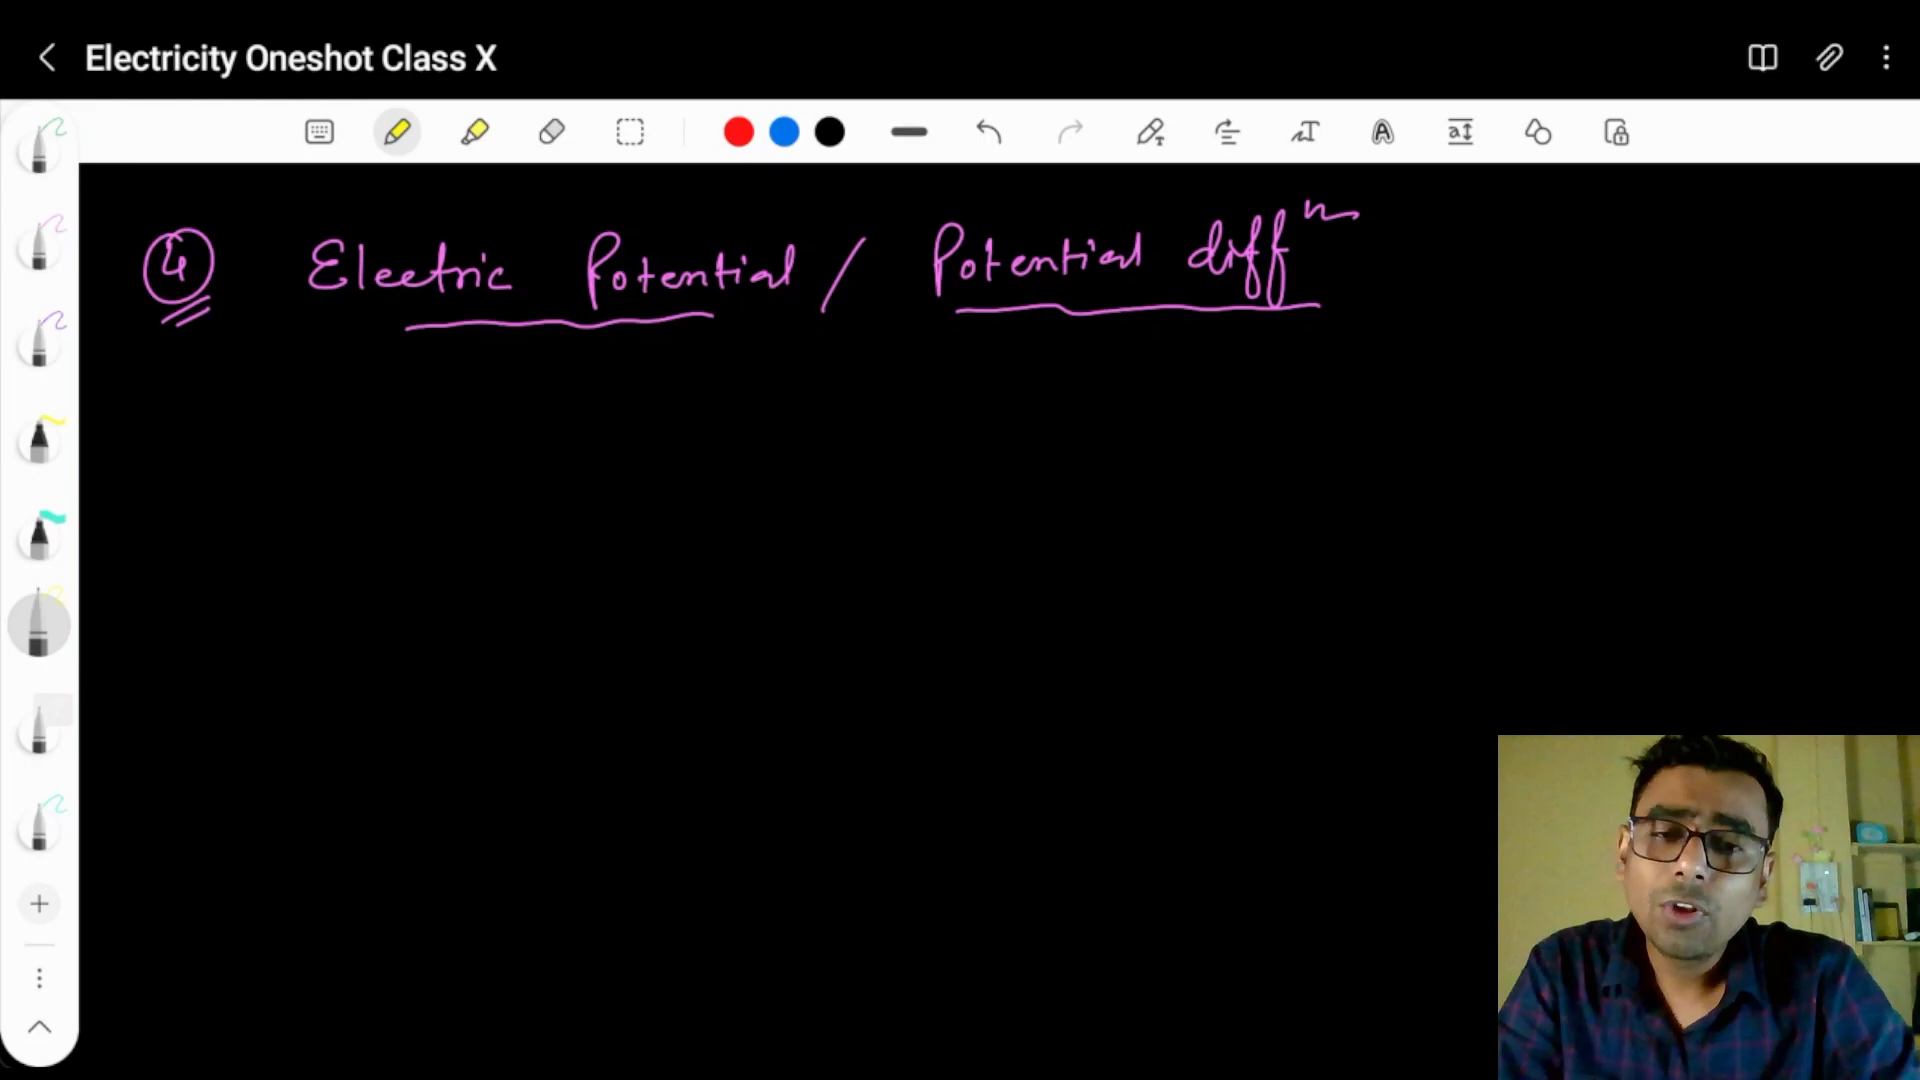 Electricity Oneshot Class X
④ Electric Potential / Potential diffⁿ